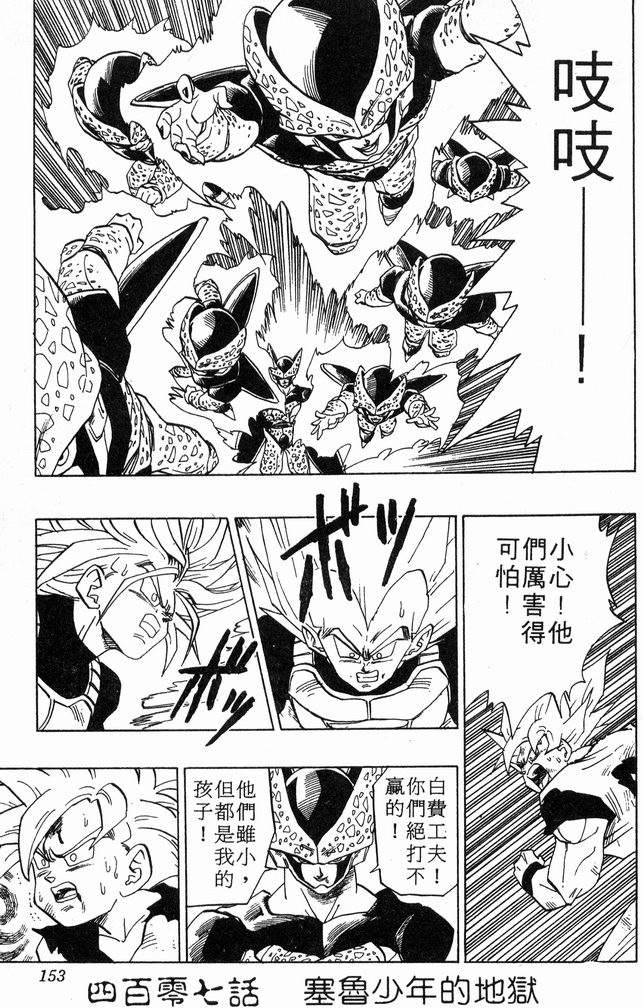 吱吱——！
小心！他
們厲害得
可怕！
ボッ
ボッ
白費工夫！
你們絕打不
贏的！
他們雖小，
但都是我的
孩子！
153
四百零七話　塞魯少年的地獄